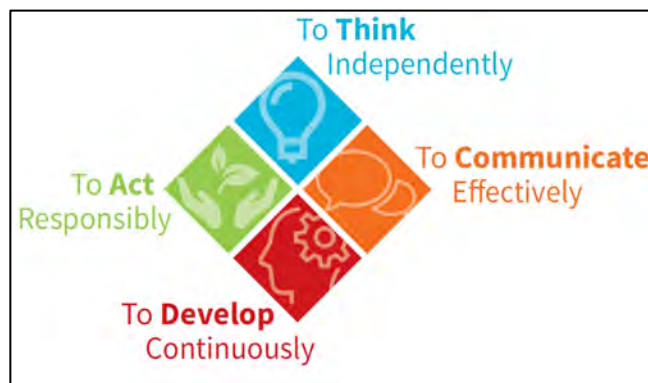 To Think
Independently
To Communicate
Effectively
To Act
Responsibly
To Develop
Continuously